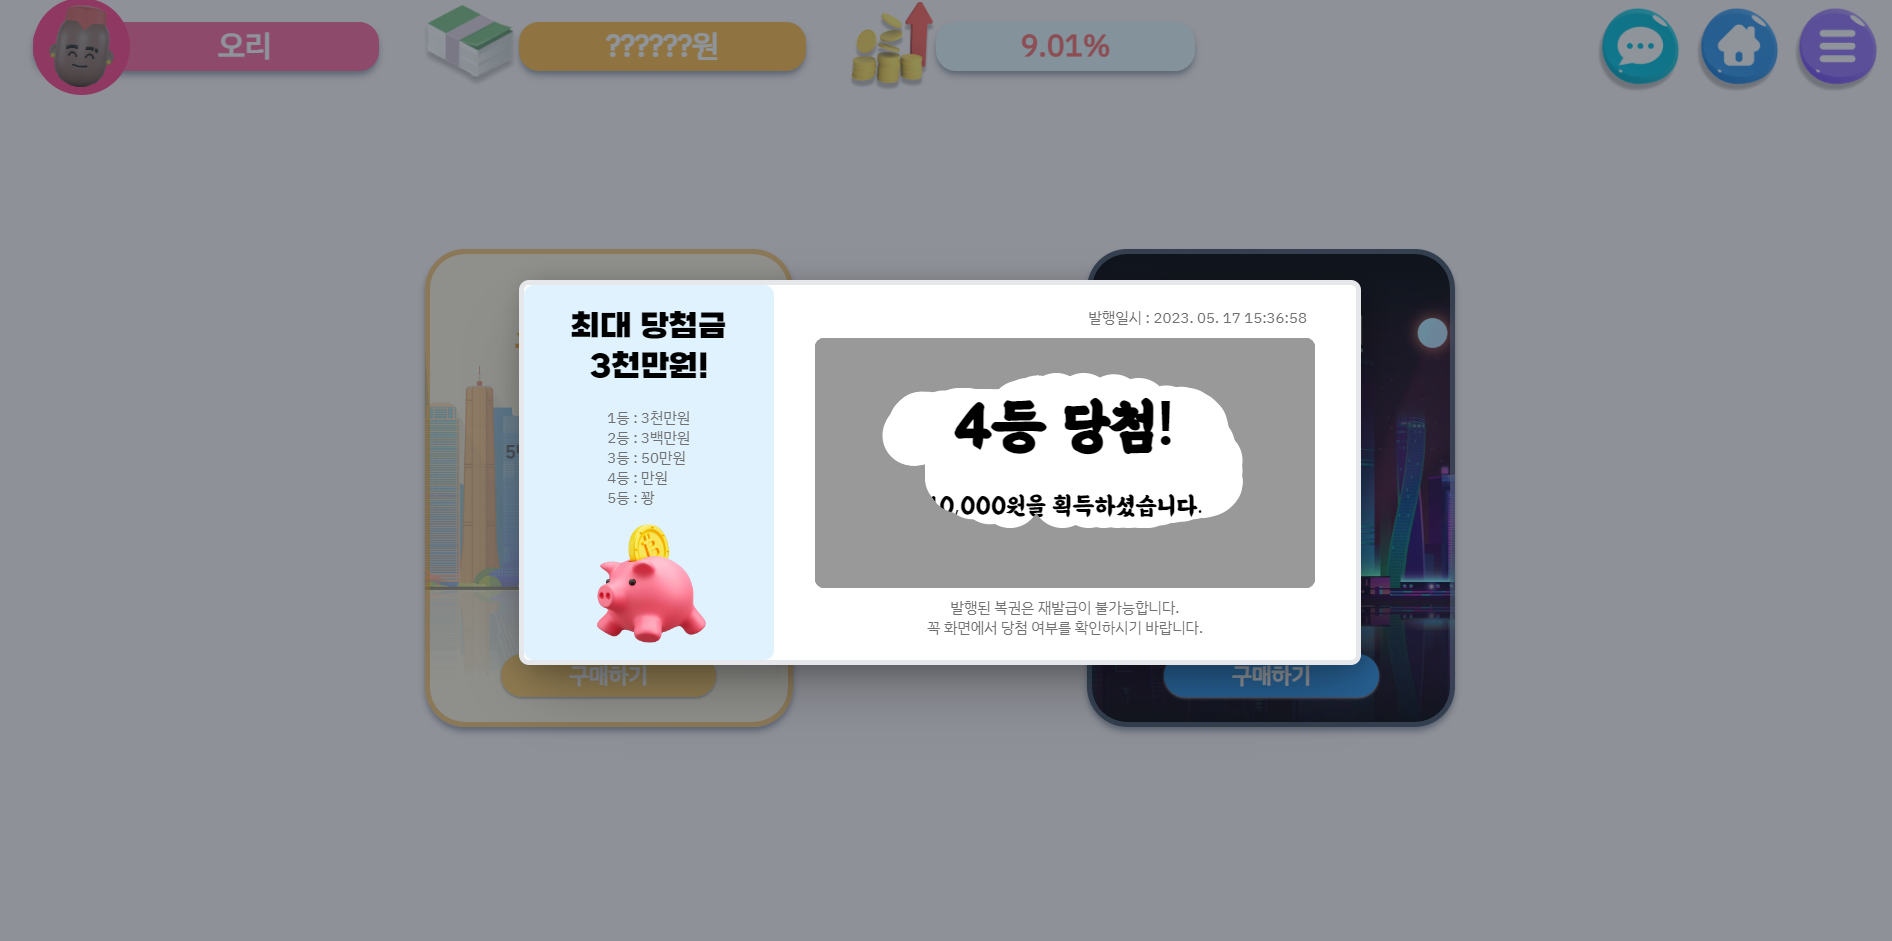 오리
??????원
9.01%
최대 당첨금
3천만원!
1등 : 3천만원
2등 : 3백만원
3등 : 50만원
4등 : 만원
5등 : 꽝
발행일시 : 2023. 05. 17 15:36:58
4등 당첨!
10,000원을 획득하셨습니다.
발행된 복권은 재발급이 불가능합니다.
꼭 화면에서 당첨 여부를 확인하시기 바랍니다.
구매하기
구매하기